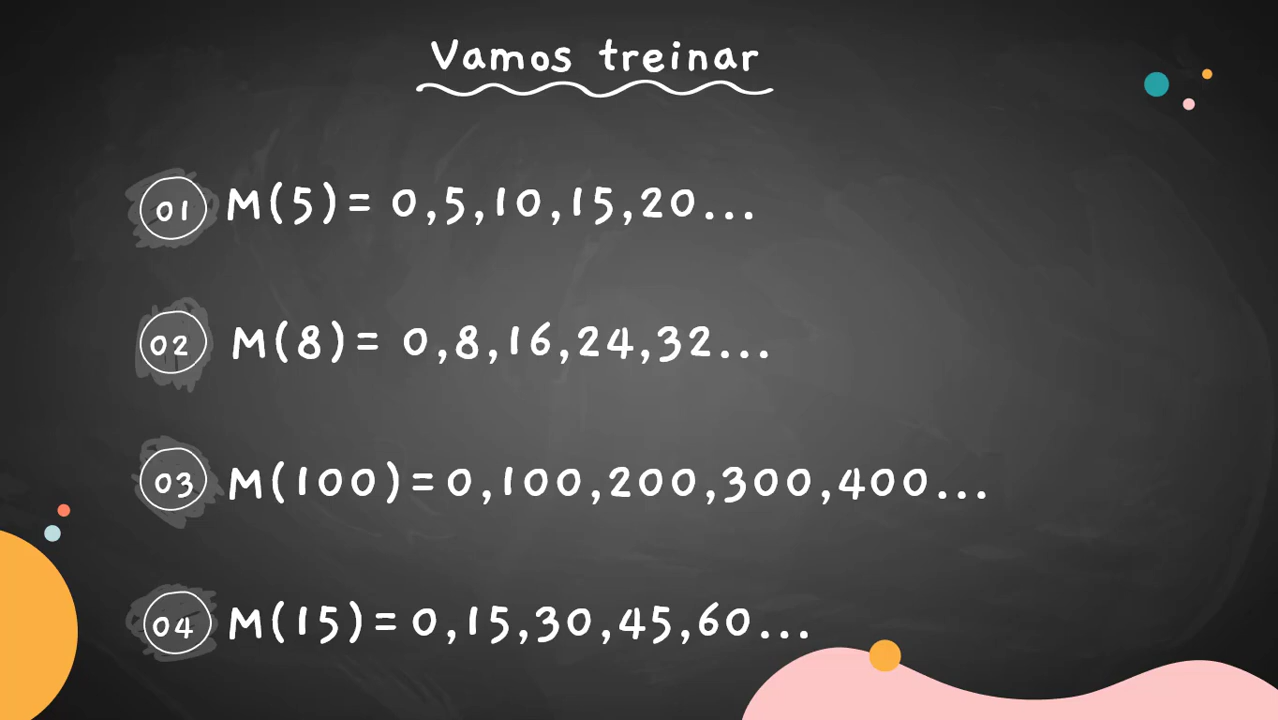 Vamos treinar
01 M(5)= 0,5,10,15,20...
02 M(8)= 0,8,16,24,32...
03 M(100)=0,100,200,300,400...
04 M(15)=0,15,30,45,60...